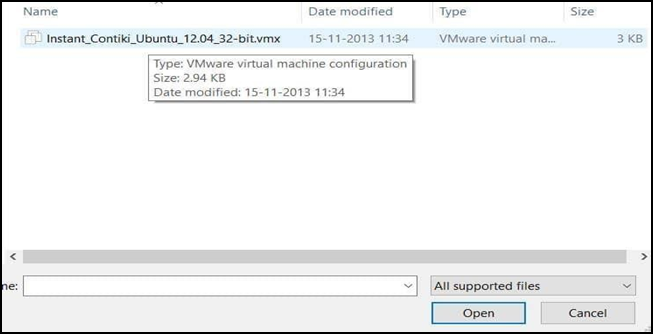 Name Date modified Type Size
Instant_Contiki_Ubuntu_12.04_32-bit.vmx 15-11-2013 11:34 VMware virtual ma... 3 KB
Type: VMware virtual machine configuration
Size: 2.94 KB
Date modified: 15-11-2013 11:34
me: All supported files
Open Cancel